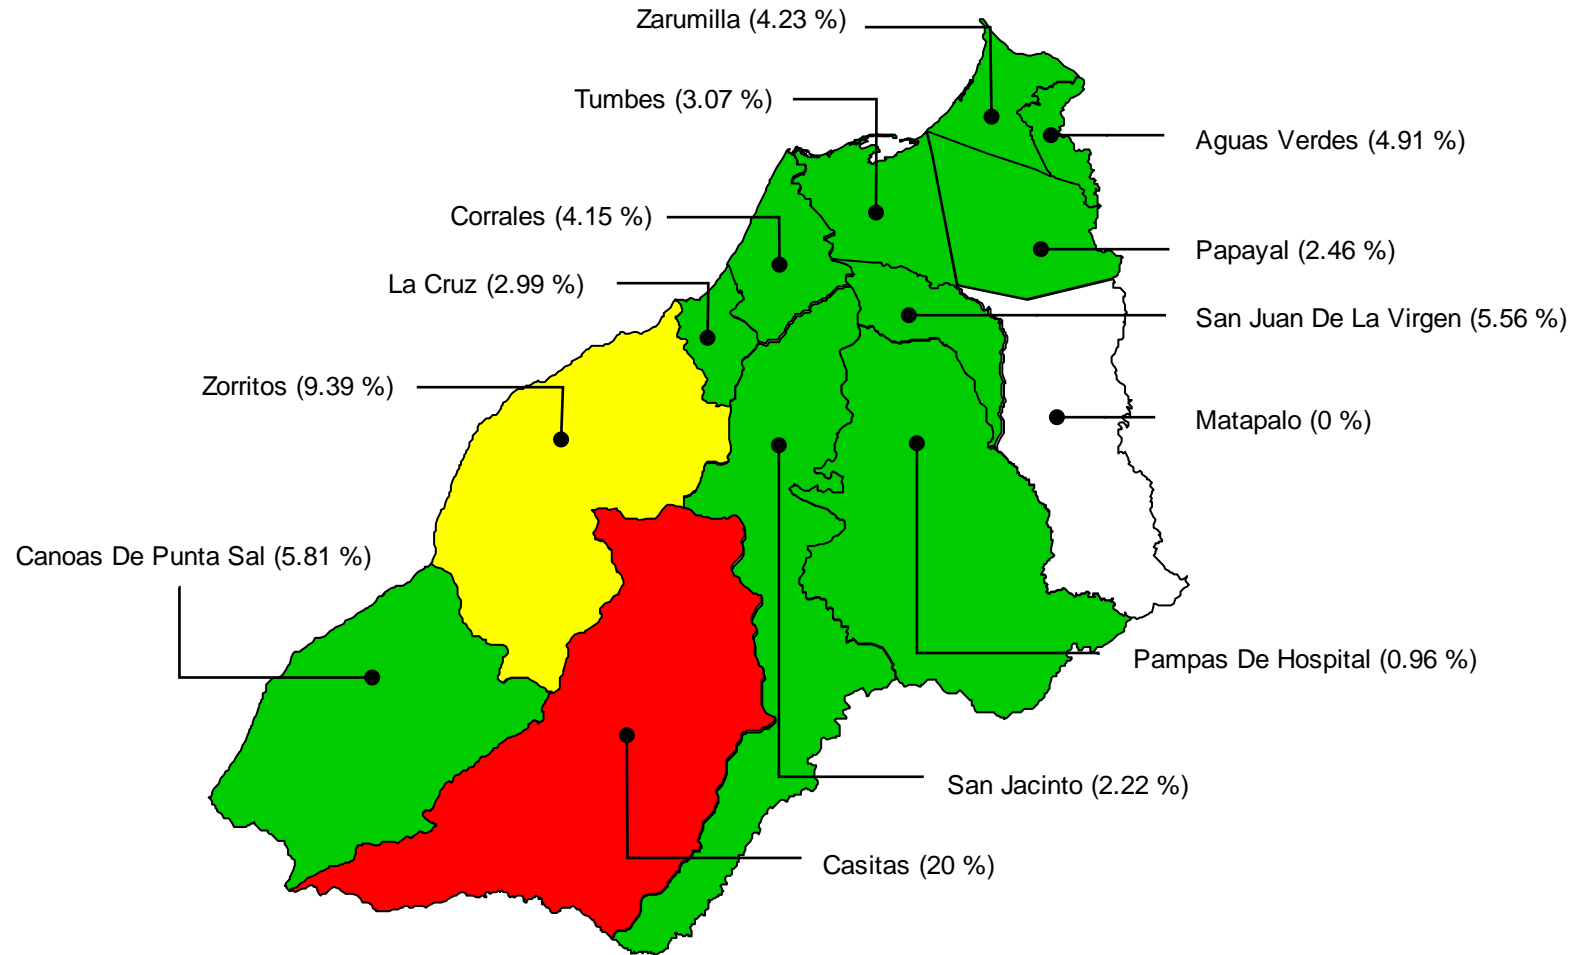 Zarumilla (4.23 %)
Tumbes (3.07 %)
Aguas Verdes (4.91 %)
Corrales (4.15 %)
Papayal (2.46 %)
La Cruz (2.99 %)
San Juan De La Virgen (5.56 %)
Zorritos (9.39 %)
Matapalo (0 %)
Canoas De Punta Sal (5.81 %)
Pampas De Hospital (0.96 %)
San Jacinto (2.22 %)
Casitas (20 %)